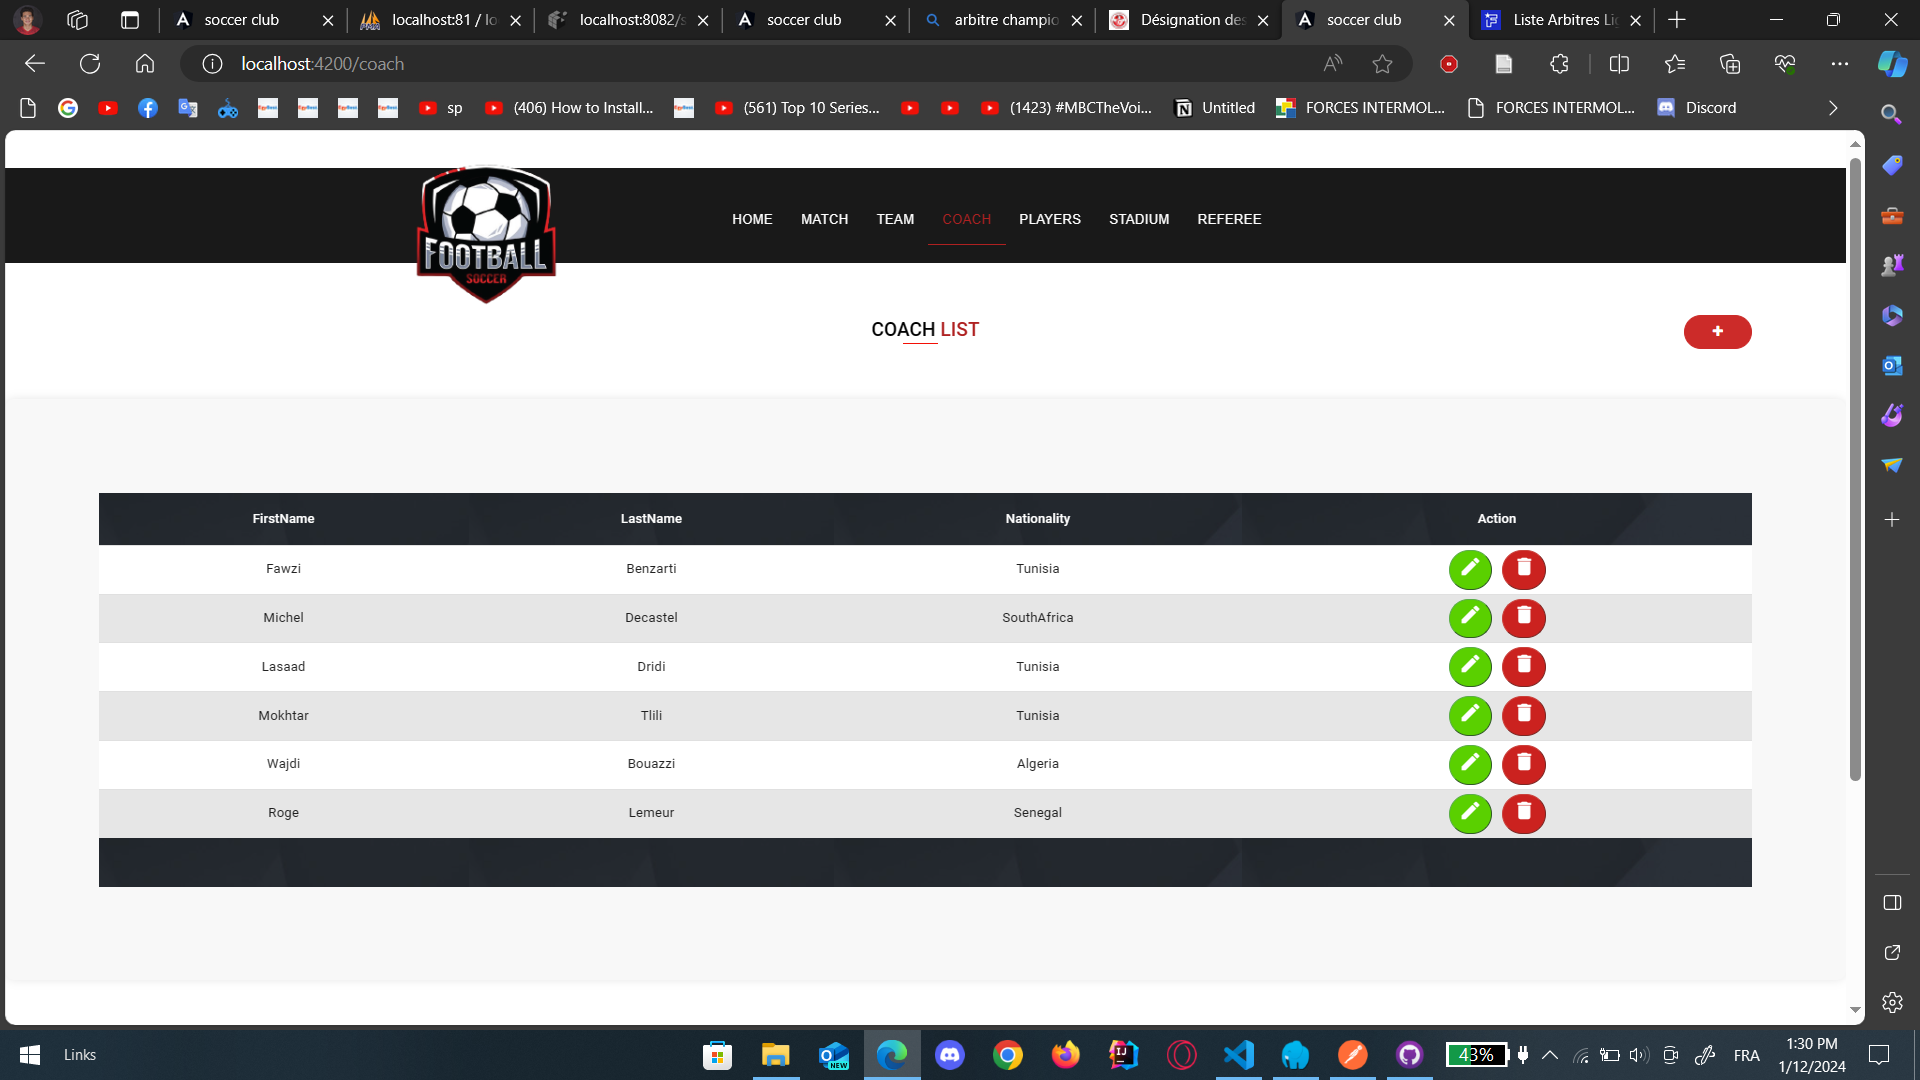 soccer club
localhost:81 / lo
localhost:8082/s
soccer club
arbitre champio
Désignation des
soccer club
Liste Arbitres Lig
localhost:4200/coach
sp
(406) How to Install...
(561) Top 10 Series...
(1423) #MBCTheVoi...
Untitled
FORCES INTERMOL...
FORCES INTERMOL...
Discord
FOOTBALL
SOCCER
HOME
MATCH
TEAM
COACH
PLAYERS
STADIUM
REFEREE
COACH LIST
FirstName LastName Nationality Action
Fawzi Benzarti Tunisia
Michel Decastel SouthAfrica
Lasaad Dridi Tunisia
Mokhtar Tlili Tunisia
Wajdi Bouazzi Algeria
Roge Lemeur Senegal
Links
NEW
43%
FRA
1:30 PM
1/12/2024